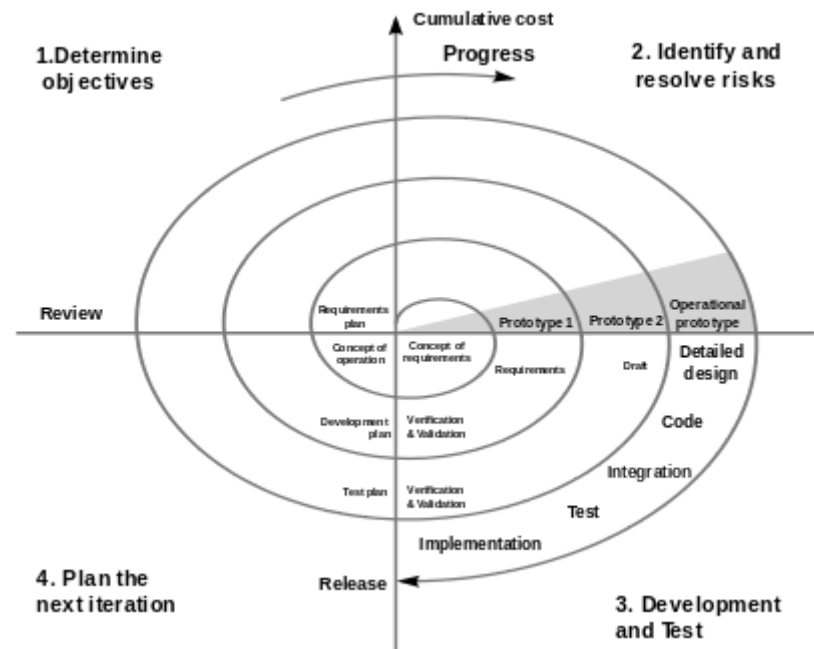 Cumulative cost
1.Determine
objectives
Progress
2. Identify and
resolve risks
Review
Requirements
plan
Prototype 1
Prototype 2
Operational
prototype
Concept of
operation
Concept of
requirements
Requirements
Draft
Detailed
design
Development
plan
Verification
& Validation
Code
Integration
Test plan
Verification
& Validation
Test
Implementation
4. Plan the
next iteration
Release
3. Development
and Test